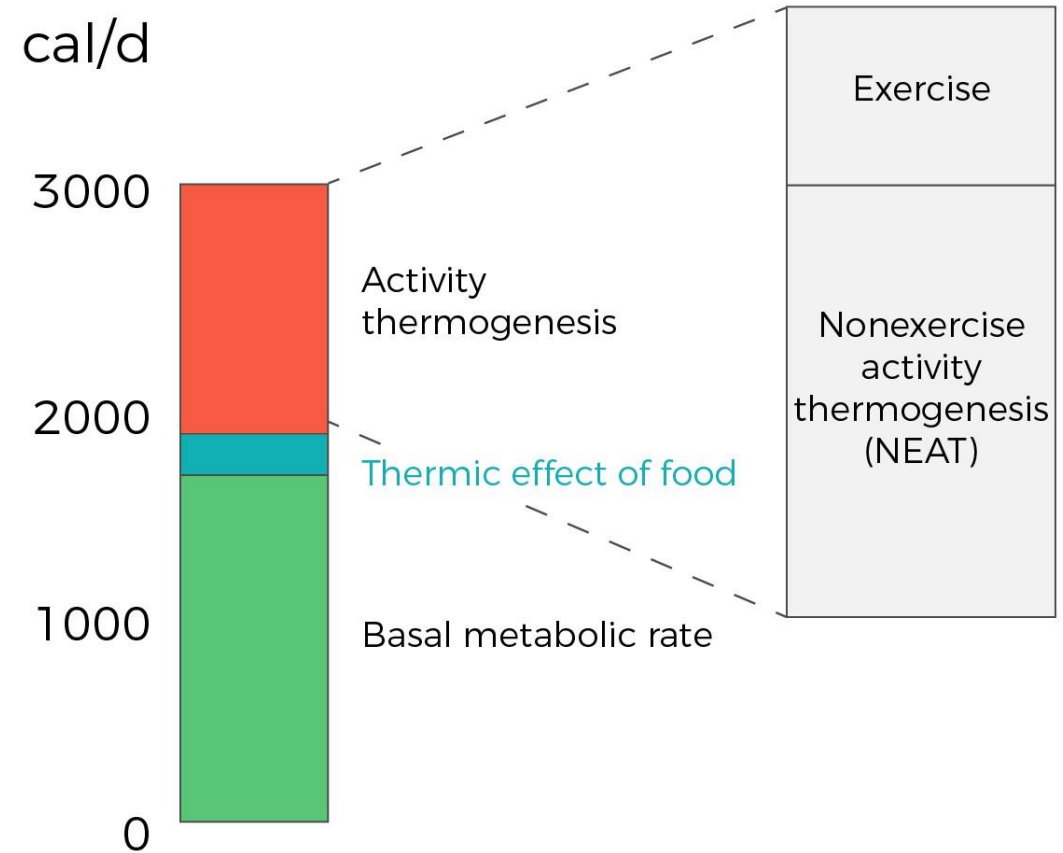 cal/d
3000
2000
1000
0
Activity
thermogenesis
Thermic effect of food
Basal metabolic rate
Exercise
Nonexercise
activity
thermogenesis
(NEAT)